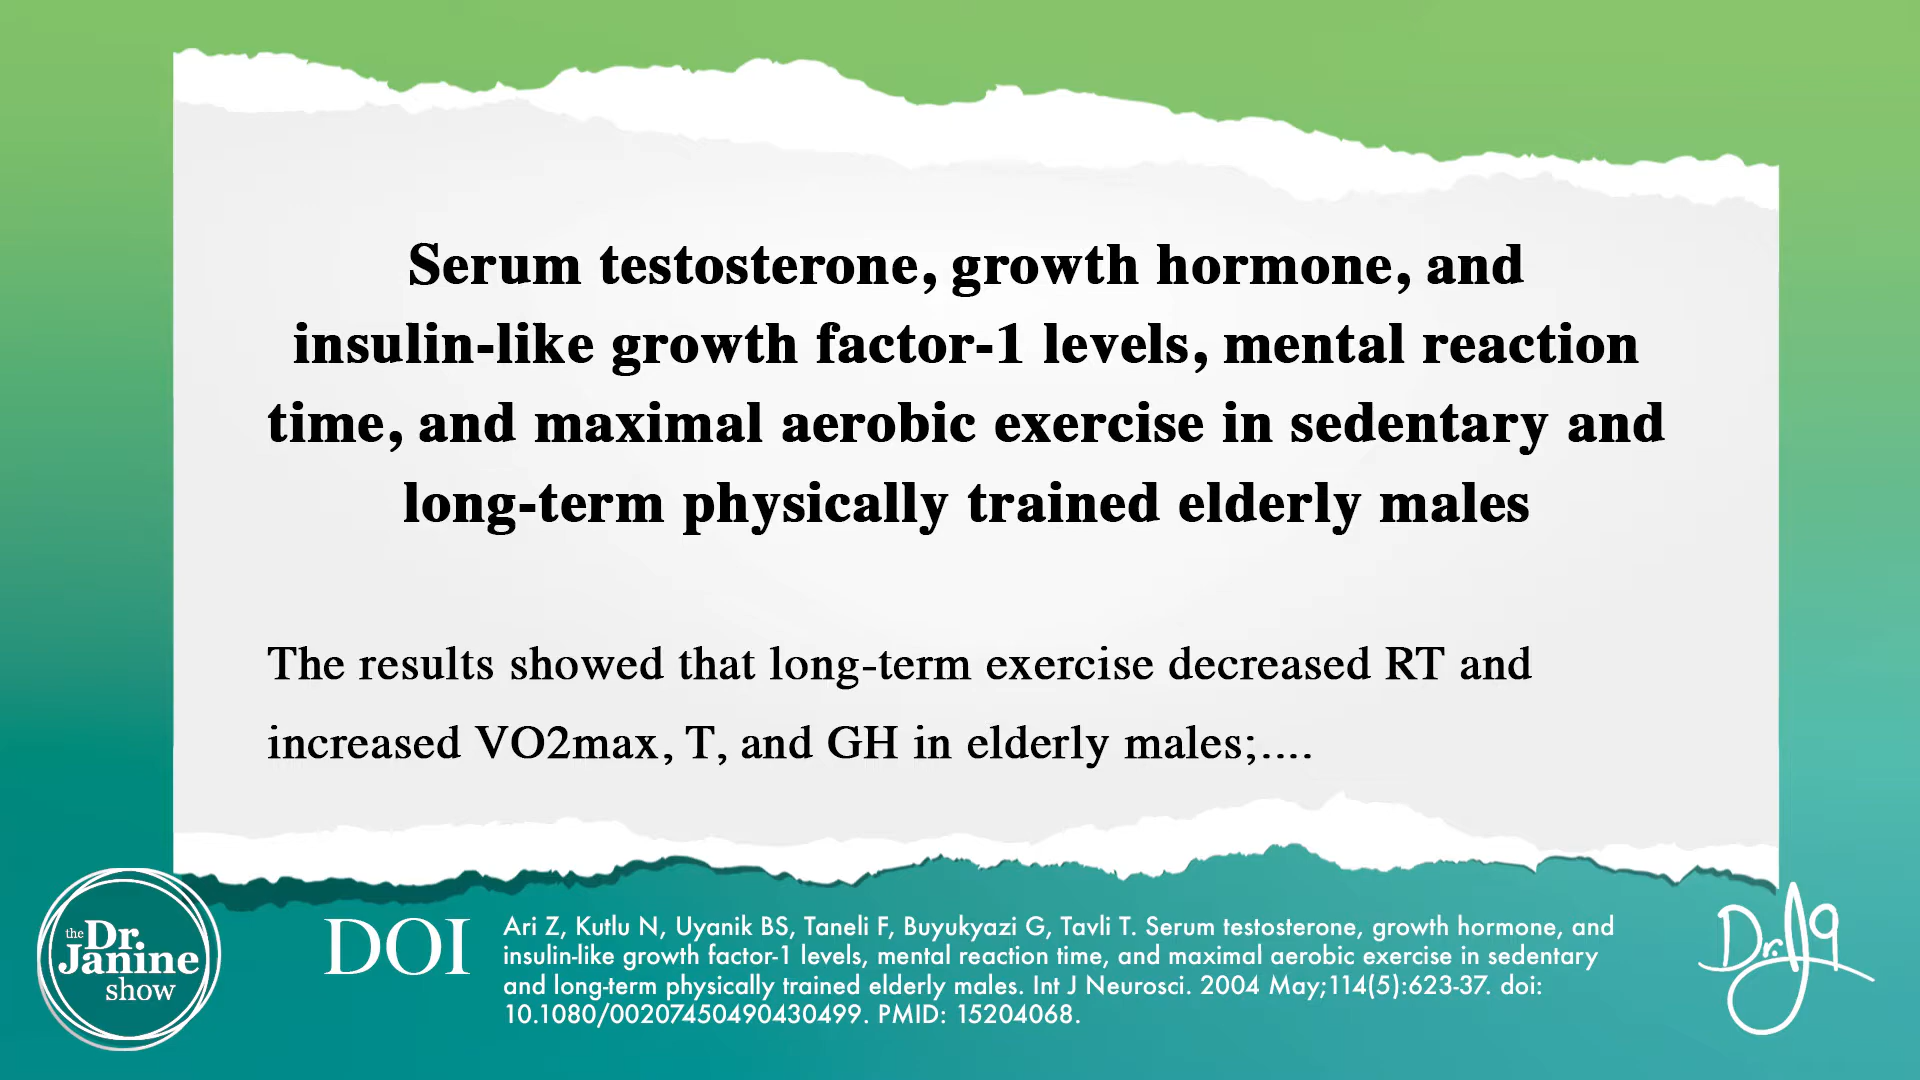 Serum testosterone, growth hormone, and
insulin-like growth factor-1 levels, mental reaction
time, and maximal aerobic exercise in sedentary and
long-term physically trained elderly males
The results showed that long-term exercise decreased RT and
increased VO2max, T, and GH in elderly males;....
the Dr.
Janine
show
DOI
Ari Z, Kutlu N, Uyanik BS, Taneli F, Buyukyazi G, Tavli T. Serum testosterone, growth hormone, and
insulin-like growth factor-1 levels, mental reaction time, and maximal aerobic exercise in sedentary
and long-term physically trained elderly males. Int J Neurosci. 2004 May;114(5):623-37. doi:
10.1080/00207450490430499. PMID: 15204068.